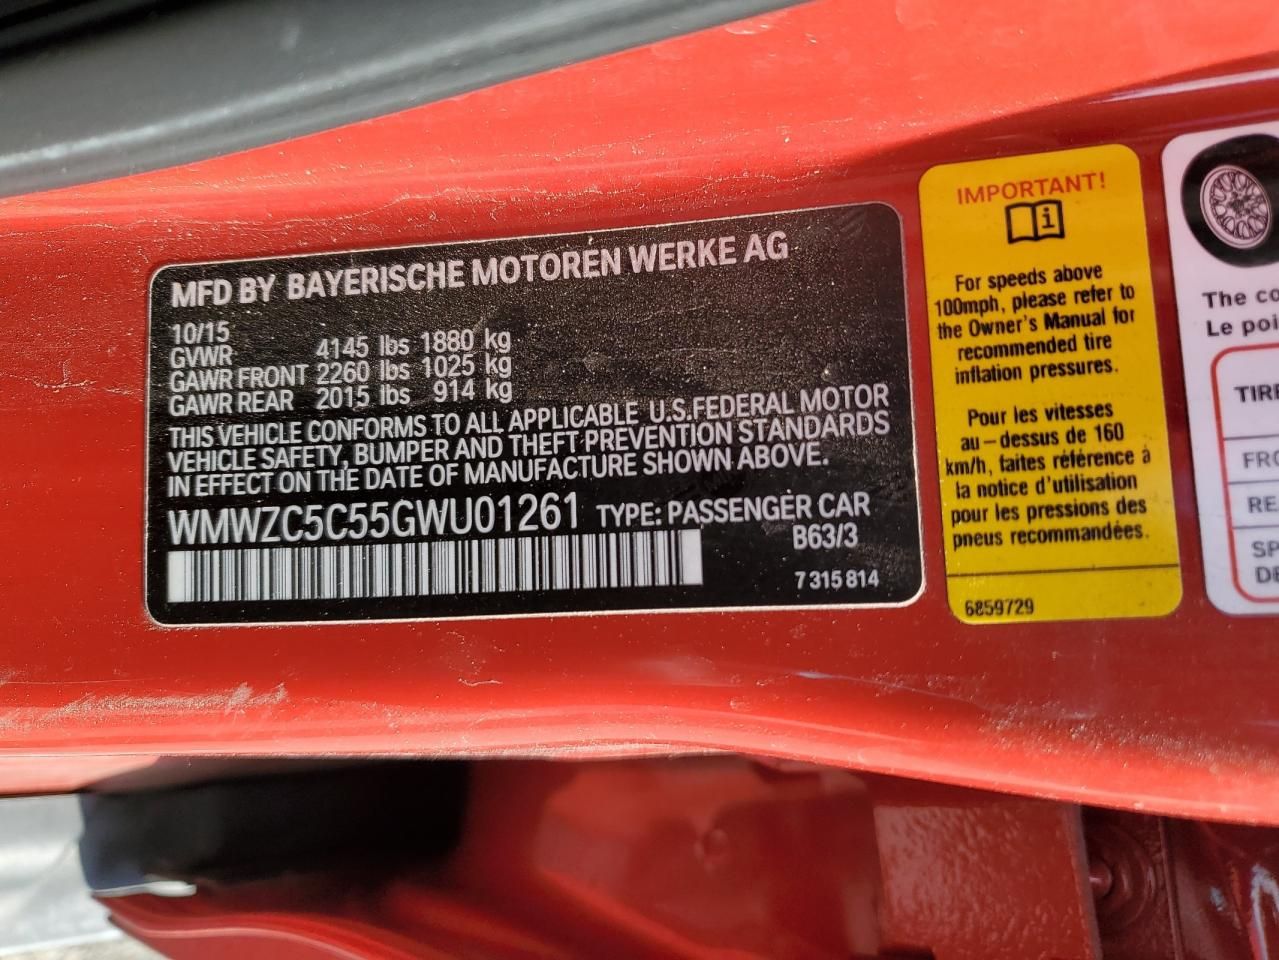 MFD BY BAYERISCHE MOTOREN WERKE AG
10/15
GVWR 4145 lbs 1880 kg
GAWR FRONT 2260 lbs 1025 kg
GAWR REAR 2015 lbs 914 kg
THIS VEHICLE CONFORMS TO ALL APPLICABLE U.S.FEDERAL MOTOR
VEHICLE SAFETY, BUMPER AND THEFT PREVENTION STANDARDS
IN EFFECT ON THE DATE OF MANUFACTURE SHOWN ABOVE.
WMWZC5C55GWU01261 TYPE: PASSENGER CAR
B63/3
7 315 814
IMPORTANT!
i
For speeds above
100mph, please refer to
the Owner's Manual for
recommended tire
inflation pressures.
Pour les vitesses
au-dessus de 160
km/h, faites référence à
la notice d'utilisation
pour les pressions des
pneus recommandées.
6859729
The
Le